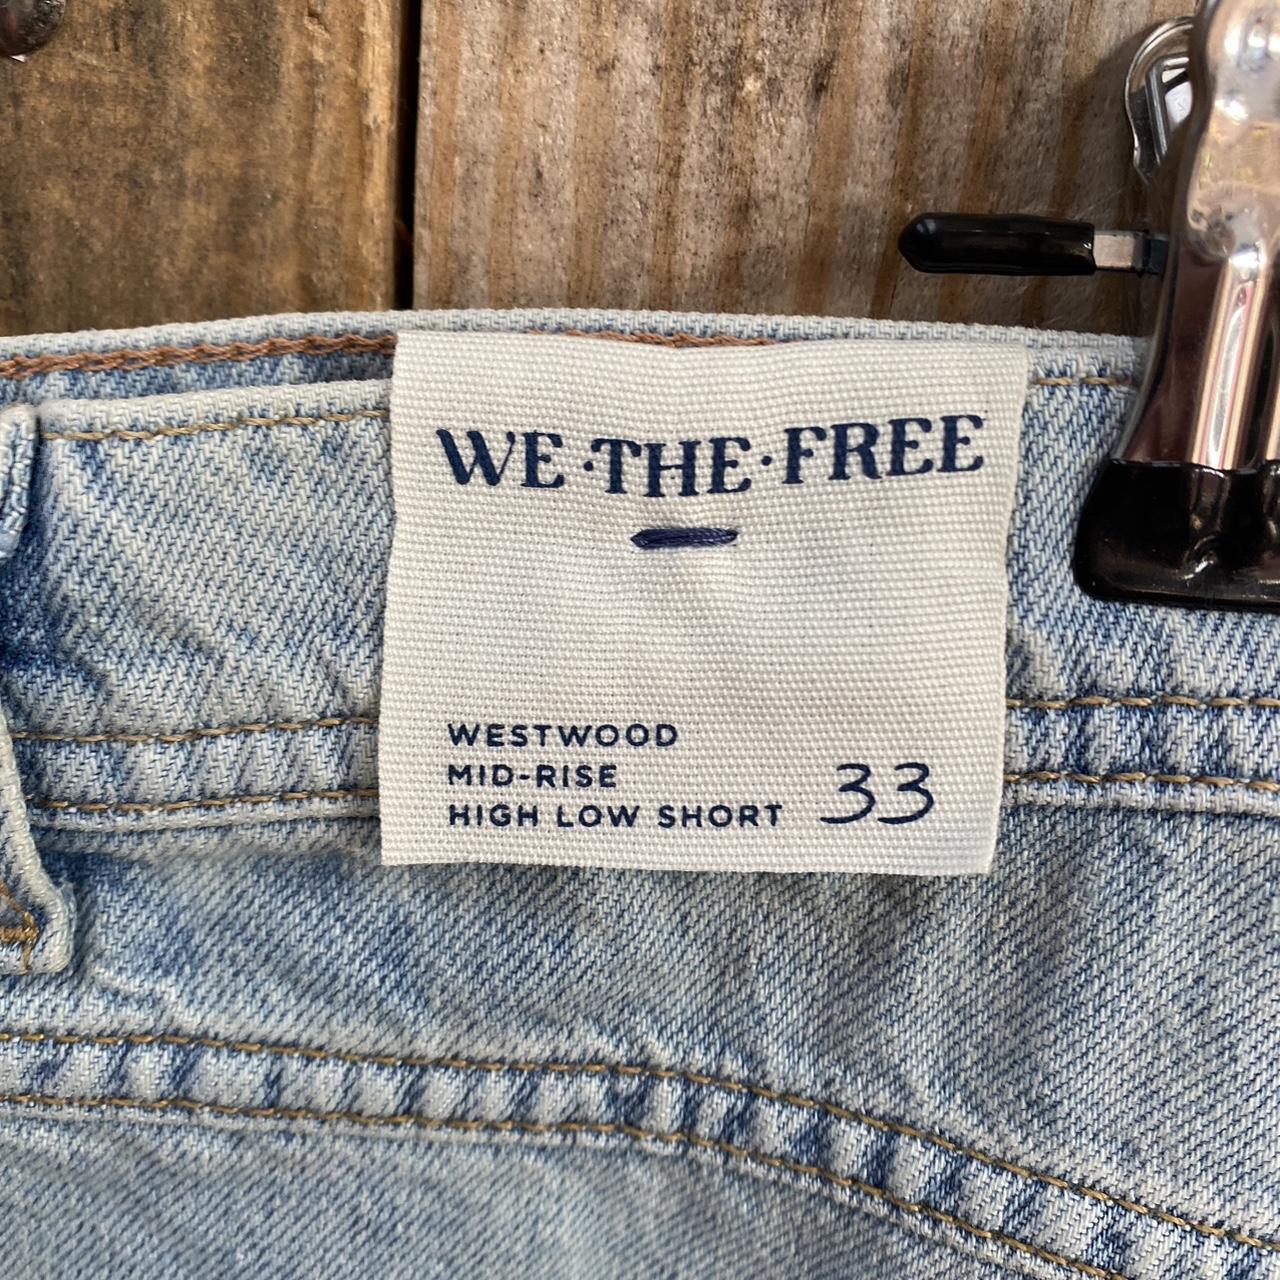 WE·THE·FREE
WESTWOOD
MID-RISE
HIGH LOW SHORT 33